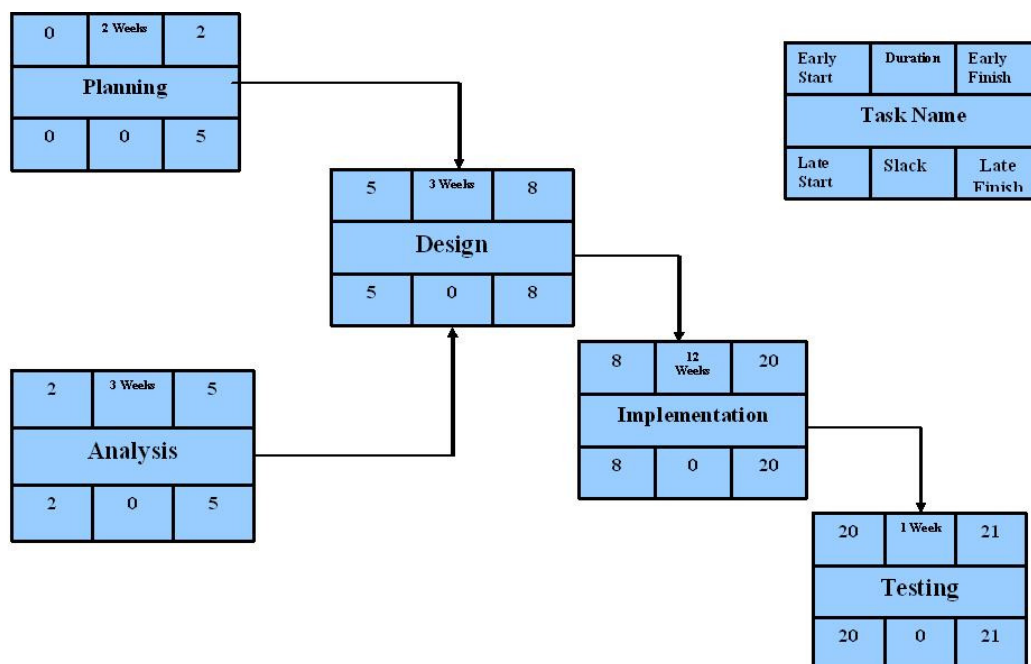 0 2 Weeks 2
Planning
0 0 5
Early Start Duration Early Finish
Task Name
Late Start Slack Late Finish
5 3 Weeks 8
Design
5 0 8
2 3 Weeks 5
Analysis
2 0 5
8 12 Weeks 20
Implementation
8 0 20
20 1 Week 21
Testing
20 0 21